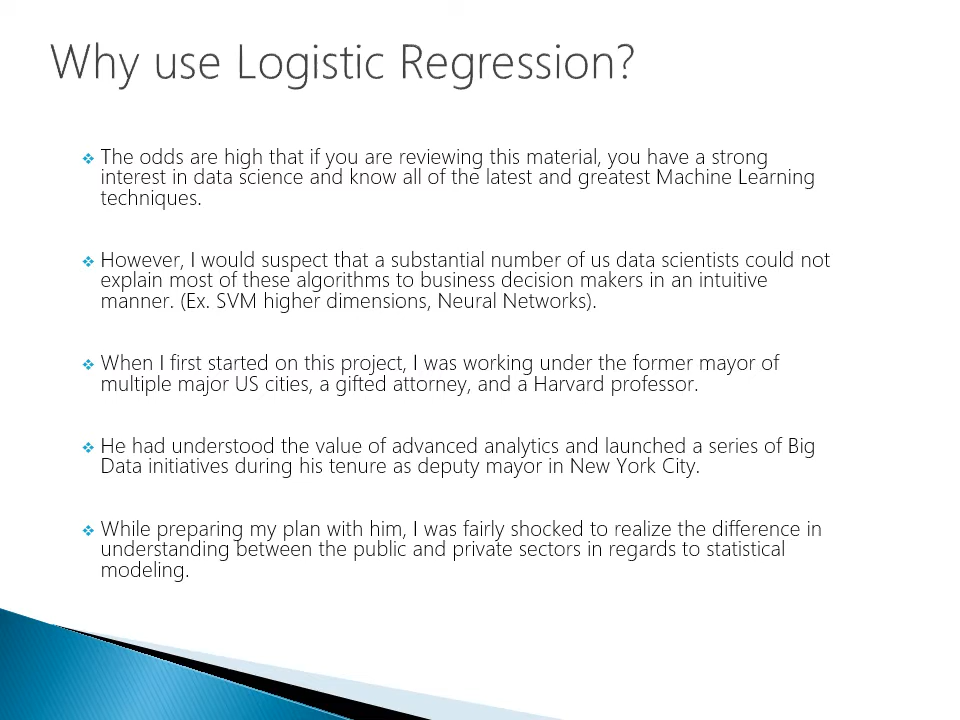 Why use Logistic Regression?
❖ The odds are high that if you are reviewing this material, you have a strong
interest in data science and know all of the latest and greatest Machine Learning
techniques.
❖ However, I would suspect that a substantial number of us data scientists could not
explain most of these algorithms to business decision makers in an intuitive
manner. (Ex. SVM higher dimensions, Neural Networks).
❖ When I first started on this project, I was working under the former mayor of
multiple major US cities, a gifted attorney, and a Harvard professor.
❖ He had understood the value of advanced analytics and launched a series of Big
Data initiatives during his tenure as deputy mayor in New York City.
❖ While preparing my plan with him, I was fairly shocked to realize the difference in
understanding between the public and private sectors in regards to statistical
modeling.